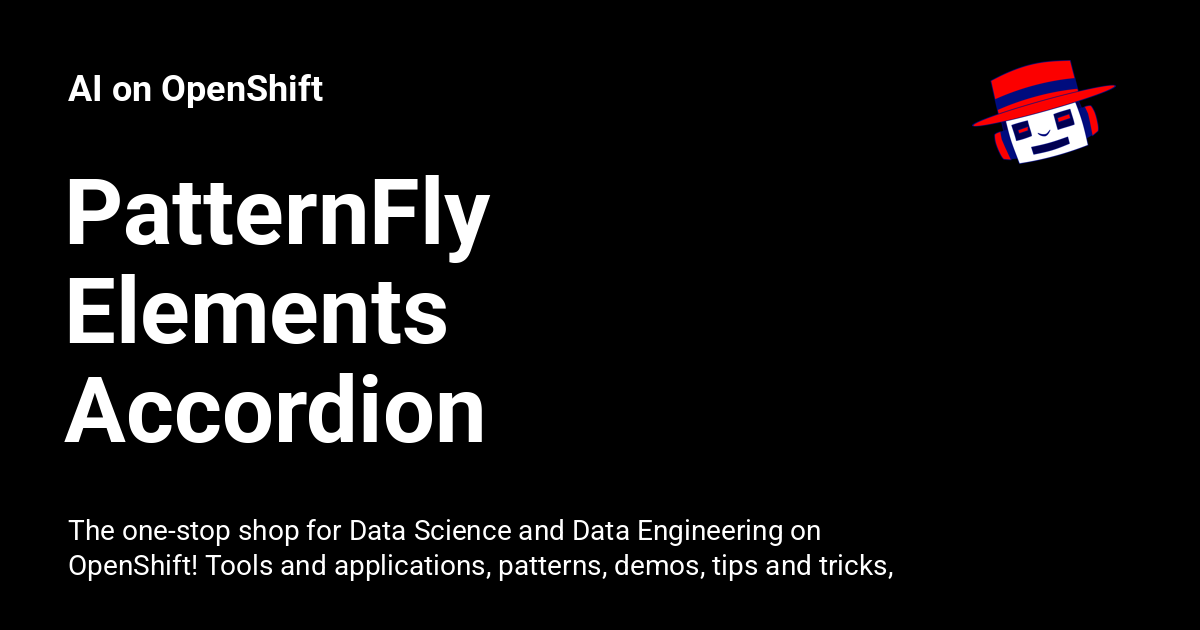 AI on OpenShift
PatternFly
Elements
Accordion
The one-stop shop for Data Science and Data Engineering on
OpenShift! Tools and applications, patterns, demos, tips and tricks,